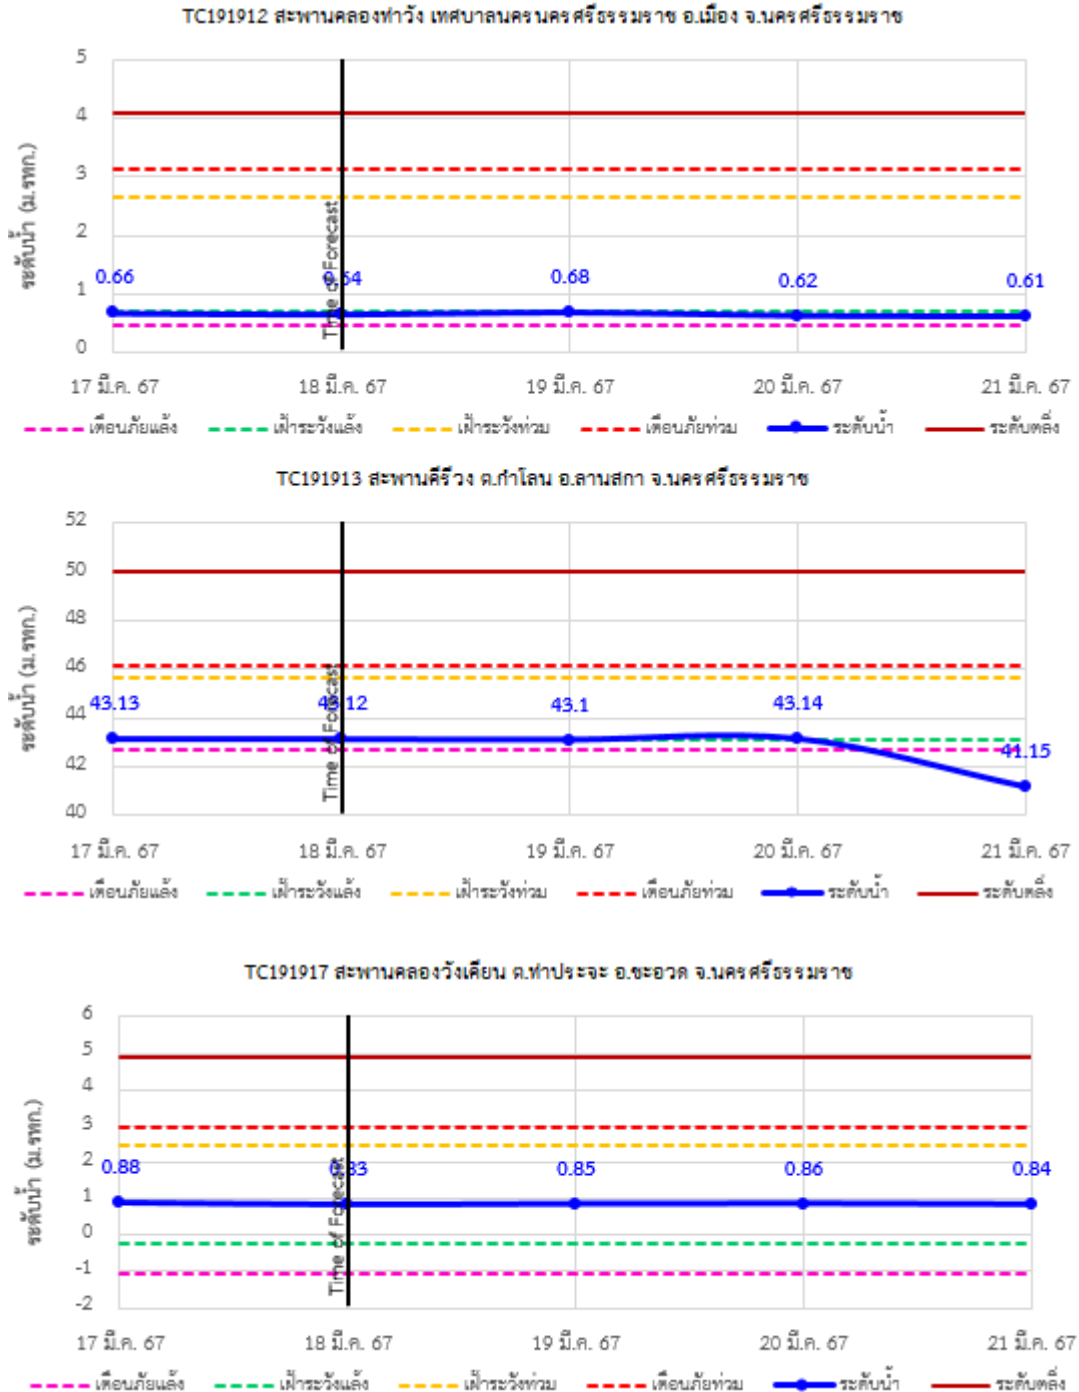 TC191912 สะพานคลองท่าวัง เทศบาลนครนครศรีธรรมราช อ.เมือง จ.นครศรีธรรมราช
ระดับน้ำ (ม.รทก.)
5
4
3
2
1
0
Time of Forecast
0.66 0.64 0.68 0.62 0.61
17 มี.ค. 67 18 มี.ค. 67 19 มี.ค. 67 20 มี.ค. 67 21 มี.ค. 67
เตือนภัยแล้ง เฝ้าระวังแล้ง เฝ้าระวังท่วม เตือนภัยท่วม ระดับน้ำ ระดับตลิ่ง
TC191913 สะพานคีรีวง ต.กำโลน อ.ลานสกา จ.นครศรีธรรมราช
ระดับน้ำ (ม.รทก.)
52
50
48
46
44
42
40
Time of Forecast
43.13 43.12 43.1 43.14 41.15
17 มี.ค. 67 18 มี.ค. 67 19 มี.ค. 67 20 มี.ค. 67 21 มี.ค. 67
เตือนภัยแล้ง เฝ้าระวังแล้ง เฝ้าระวังท่วม เตือนภัยท่วม ระดับน้ำ ระดับตลิ่ง
TC191917 สะพานคลองวังเคียน ต.ท่าประจะ อ.ชะอวด จ.นครศรีธรรมราช
ระดับน้ำ (ม.รทก.)
6
5
4
3
2
1
0
-1
-2
Time of Forecast
0.88 0.83 0.85 0.86 0.84
17 มี.ค. 67 18 มี.ค. 67 19 มี.ค. 67 20 มี.ค. 67 21 มี.ค. 67
เตือนภัยแล้ง เฝ้าระวังแล้ง เฝ้าระวังท่วม เตือนภัยท่วม ระดับน้ำ ระดับตลิ่ง